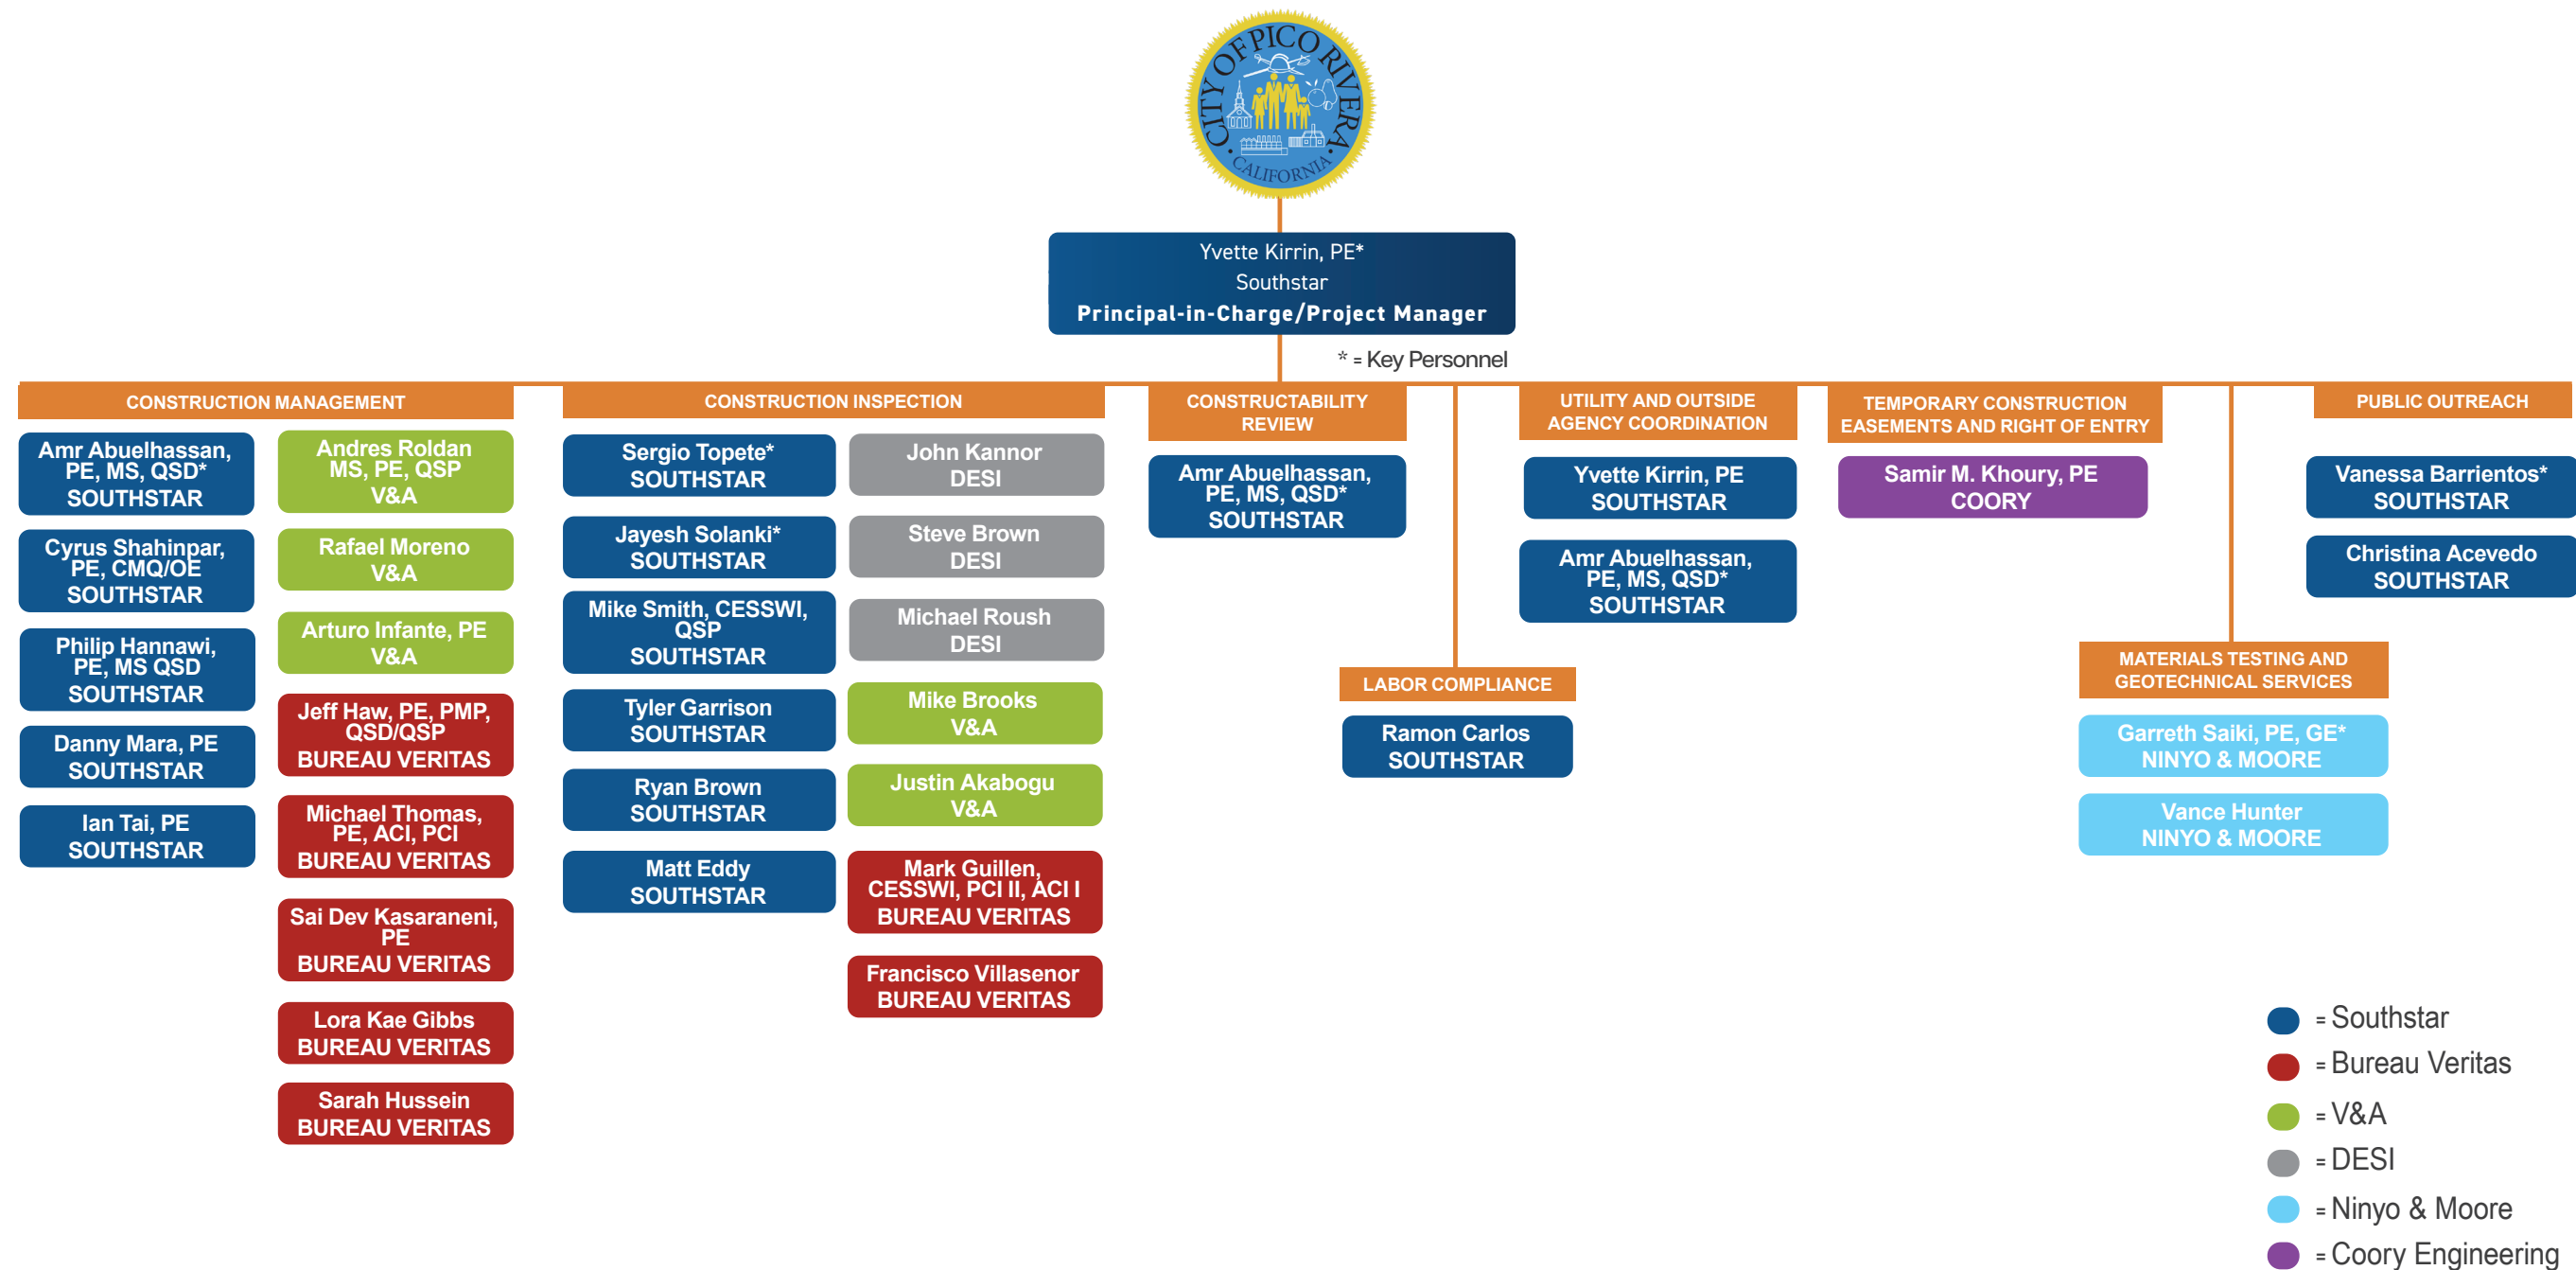 CITY OF PICO RIVERA
• CALIFORNIA •
Yvette Kirrin, PE*
Southstar
Principal-in-Charge/Project Manager
* = Key Personnel
CONSTRUCTION MANAGEMENT
Amr Abuelhassan,
PE, MS, QSD*
SOUTHSTAR
Cyrus Shahinpar,
PE, CMQ/OE
SOUTHSTAR
Philip Hannawi,
PE, MS QSD
SOUTHSTAR
Danny Mara, PE
SOUTHSTAR
Ian Tai, PE
SOUTHSTAR
Andres Roldan
MS, PE, QSP
V&A
Rafael Moreno
V&A
Arturo Infante, PE
V&A
Jeff Haw, PE, PMP,
QSD/QSP
BUREAU VERITAS
Michael Thomas,
PE, ACI, PCI
BUREAU VERITAS
Sai Dev Kasaraneni,
PE
BUREAU VERITAS
Lora Kae Gibbs
BUREAU VERITAS
Sarah Hussein
BUREAU VERITAS
CONSTRUCTION INSPECTION
Sergio Topete*
SOUTHSTAR
Jayesh Solanki*
SOUTHSTAR
Mike Smith, CESSWI,
QSP
SOUTHSTAR
Tyler Garrison
SOUTHSTAR
Ryan Brown
SOUTHSTAR
Matt Eddy
SOUTHSTAR
John Kannor
DESI
Steve Brown
DESI
Michael Roush
DESI
Mike Brooks
V&A
Justin Akabogu
V&A
Mark Guillen,
CESSWI, PCI II, ACI I
BUREAU VERITAS
Francisco Villasenor
BUREAU VERITAS
CONSTRUCTABILITY
REVIEW
Amr Abuelhassan,
PE, MS, QSD*
SOUTHSTAR
LABOR COMPLIANCE
Ramon Carlos
SOUTHSTAR
UTILITY AND OUTSIDE
AGENCY COORDINATION
Yvette Kirrin, PE
SOUTHSTAR
Amr Abuelhassan,
PE, MS, QSD*
SOUTHSTAR
TEMPORARY CONSTRUCTION
EASEMENTS AND RIGHT OF ENTRY
Samir M. Khoury, PE
COORY
MATERIALS TESTING AND
GEOTECHNICAL SERVICES
Garreth Saiki, PE, GE*
NINYO & MOORE
Vance Hunter
NINYO & MOORE
PUBLIC OUTREACH
Vanessa Barrientos*
SOUTHSTAR
Christina Acevedo
SOUTHSTAR
= Southstar
= Bureau Veritas
= V&A
= DESI
= Ninyo & Moore
= Coory Engineering